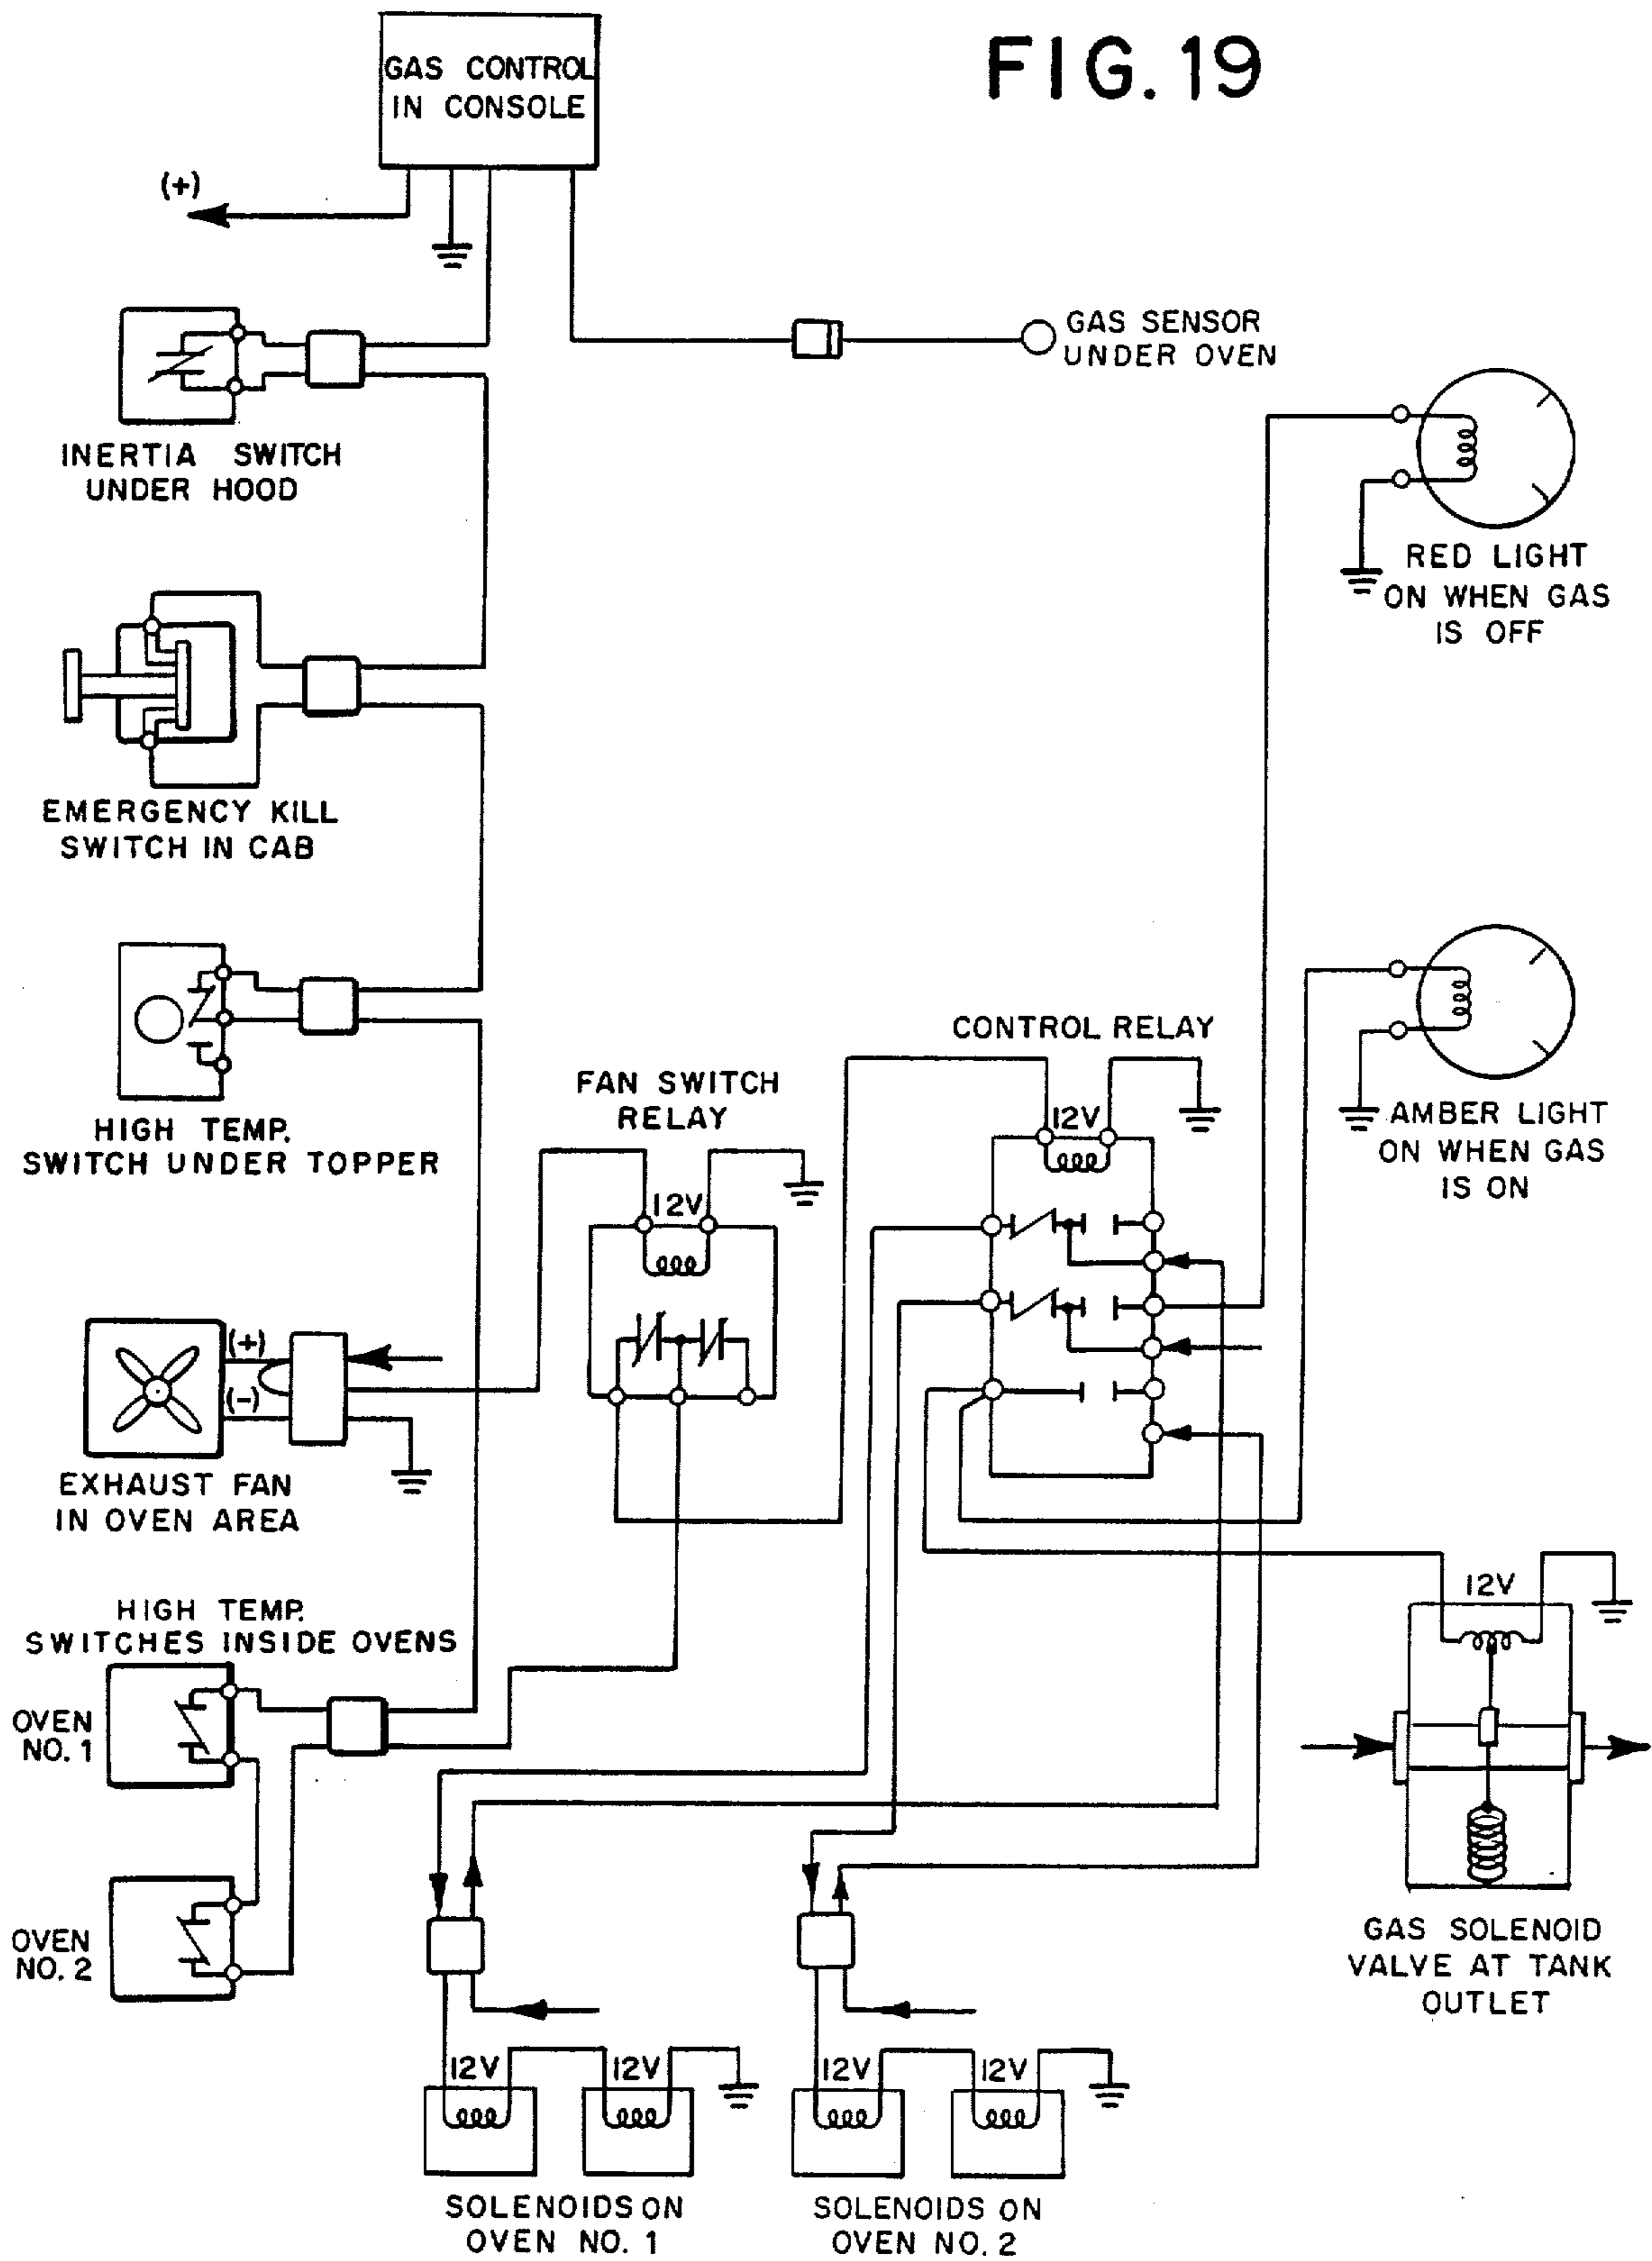 FIG. 19
GAS CONTROL
IN CONSOLE
(+)
GAS SENSOR
UNDER OVEN
INERTIA SWITCH
UNDER HOOD
RED LIGHT
ON WHEN GAS
IS OFF
EMERGENCY KILL
SWITCH IN CAB
HIGH TEMP.
SWITCH UNDER TOPPER
FAN SWITCH
RELAY
12V
CONTROL RELAY
12V
AMBER LIGHT
ON WHEN GAS
IS ON
(+)
(-)
EXHAUST FAN
IN OVEN AREA
HIGH TEMP.
SWITCHES INSIDE OVENS
OVEN
NO. 1
OVEN
NO. 2
12V
GAS SOLENOID
VALVE AT TANK
OUTLET
12V
12V
SOLENOIDS ON
OVEN NO. 1
12V
12V
SOLENOIDS ON
OVEN NO. 2